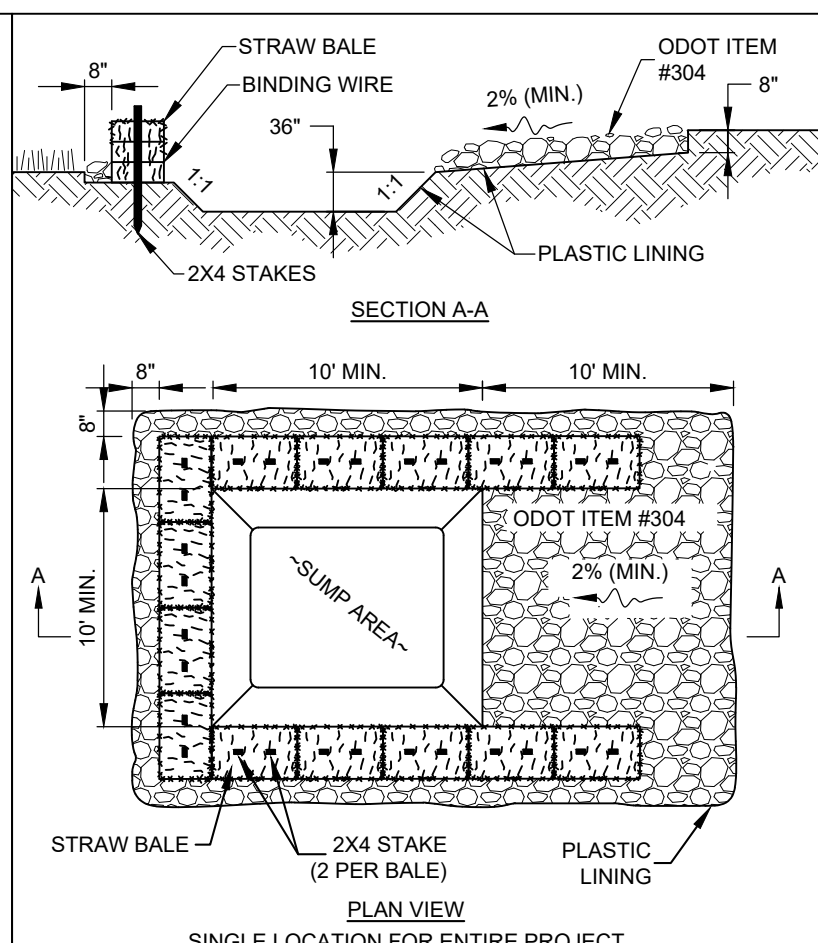 STRAW BALE
ODOT ITEM
#304
8"
BINDING WIRE
2% (MIN.)
8"
36"
1:1
1:1
PLASTIC LINING
2X4 STAKES
SECTION A-A
8"
10' MIN.
10' MIN.
8"
ODOT ITEM #304
2% (MIN.)
~SUMP AREA~
A
A
10' MIN.
STRAW BALE
2X4 STAKE
(2 PER BALE)
PLASTIC
LINING
PLAN VIEW
SINGLE LOCATION FOR ENTIRE PROJECT